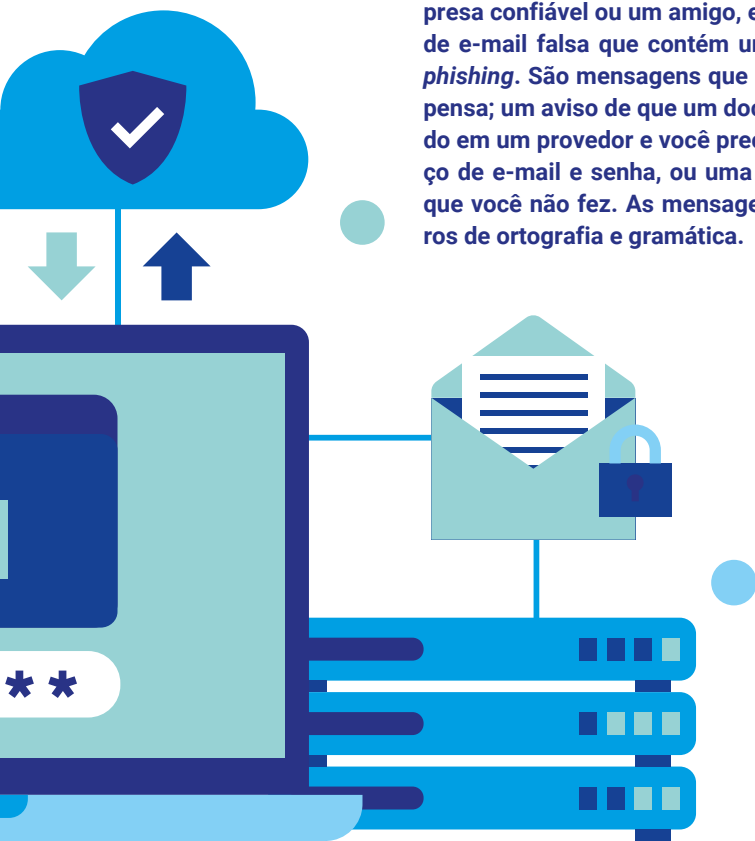 presa confiável ou um amigo, e
de e-mail falsa que contém u
phishing. São mensagens que
pensa; um aviso de que um doc
do em um provedor e você prec
ço de e-mail e senha, ou uma
que você não fez. As mensage
ros de ortografia e gramática.
**